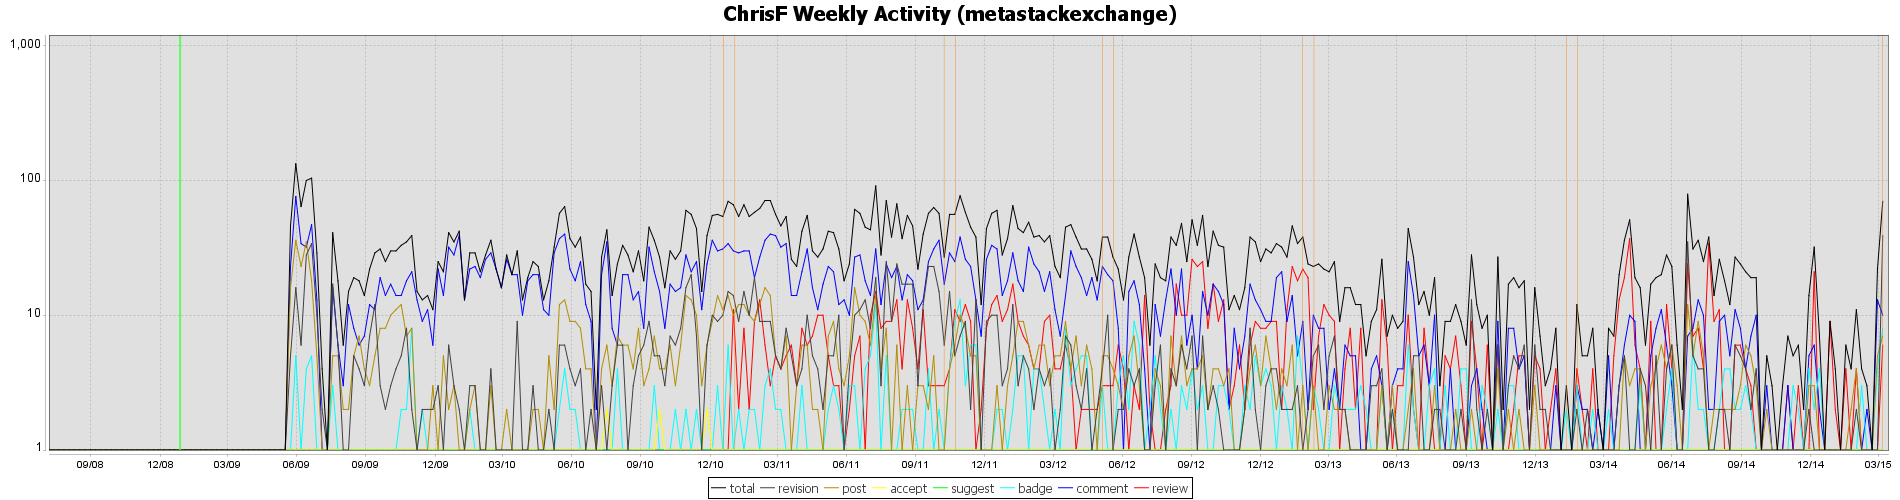 ChrisF Weekly Activity (metastackexchange)
1,000
100
10
1
09/08 12/08 03/09 06/09 09/09 12/09 03/10 06/10 09/10 12/10 03/11 06/11 09/11 12/11 03/12 06/12 09/12 12/12 03/13 06/13 09/13 12/13 03/14 06/14 09/14 12/14 03/15
total revision post accept suggest badge comment review